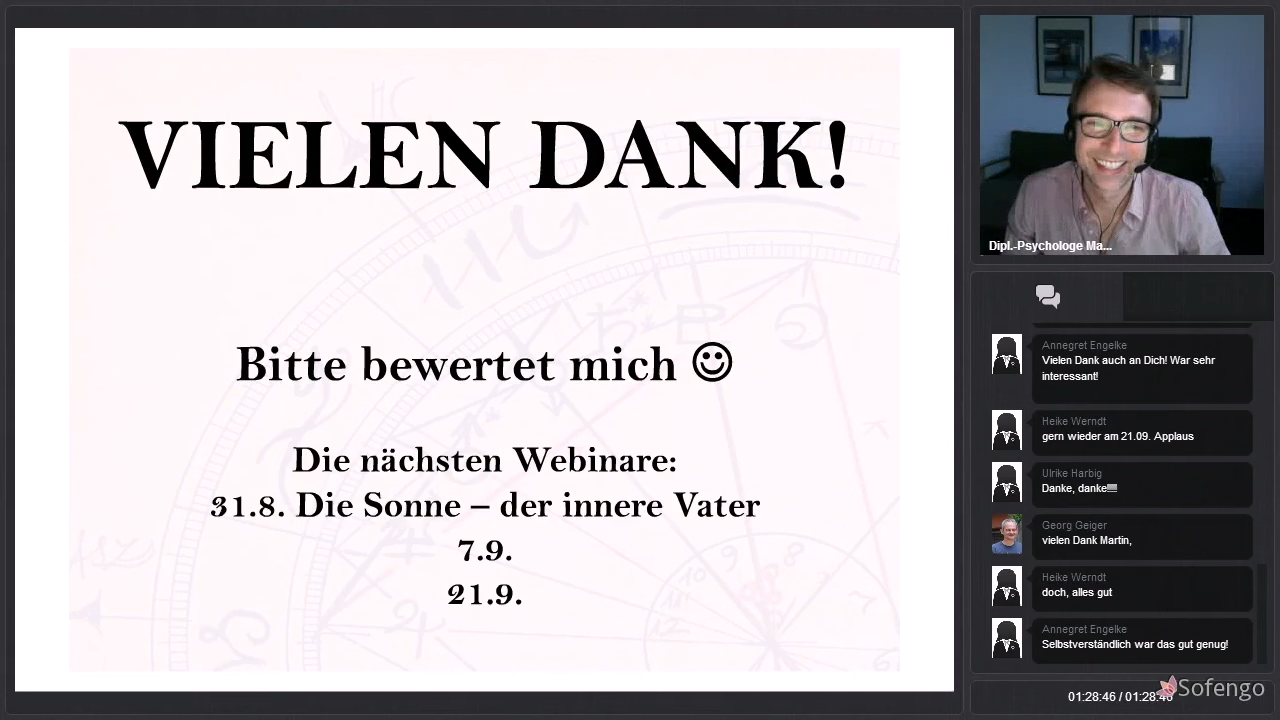 VIELEN DANK!
Bitte bewertet mich ☺
Die nächsten Webinare:
31.8. Die Sonne – der innere Vater
7.9.
21.9.
Dipl.-Psychologe Ma...
Annegret Engelke
Vielen Dank auch an Dich! War sehr
interessant!
Heike Werndt
gern wieder am 21.09. Applaus
Ulrike Harbig
Danke, danke
Georg Geiger
vielen Dank Martin,
Heike Werndt
doch, alles gut
Annegret Engelke
Selbstverständlich war das gut genug!
01:28:46 / 01:28:46
Sofengo